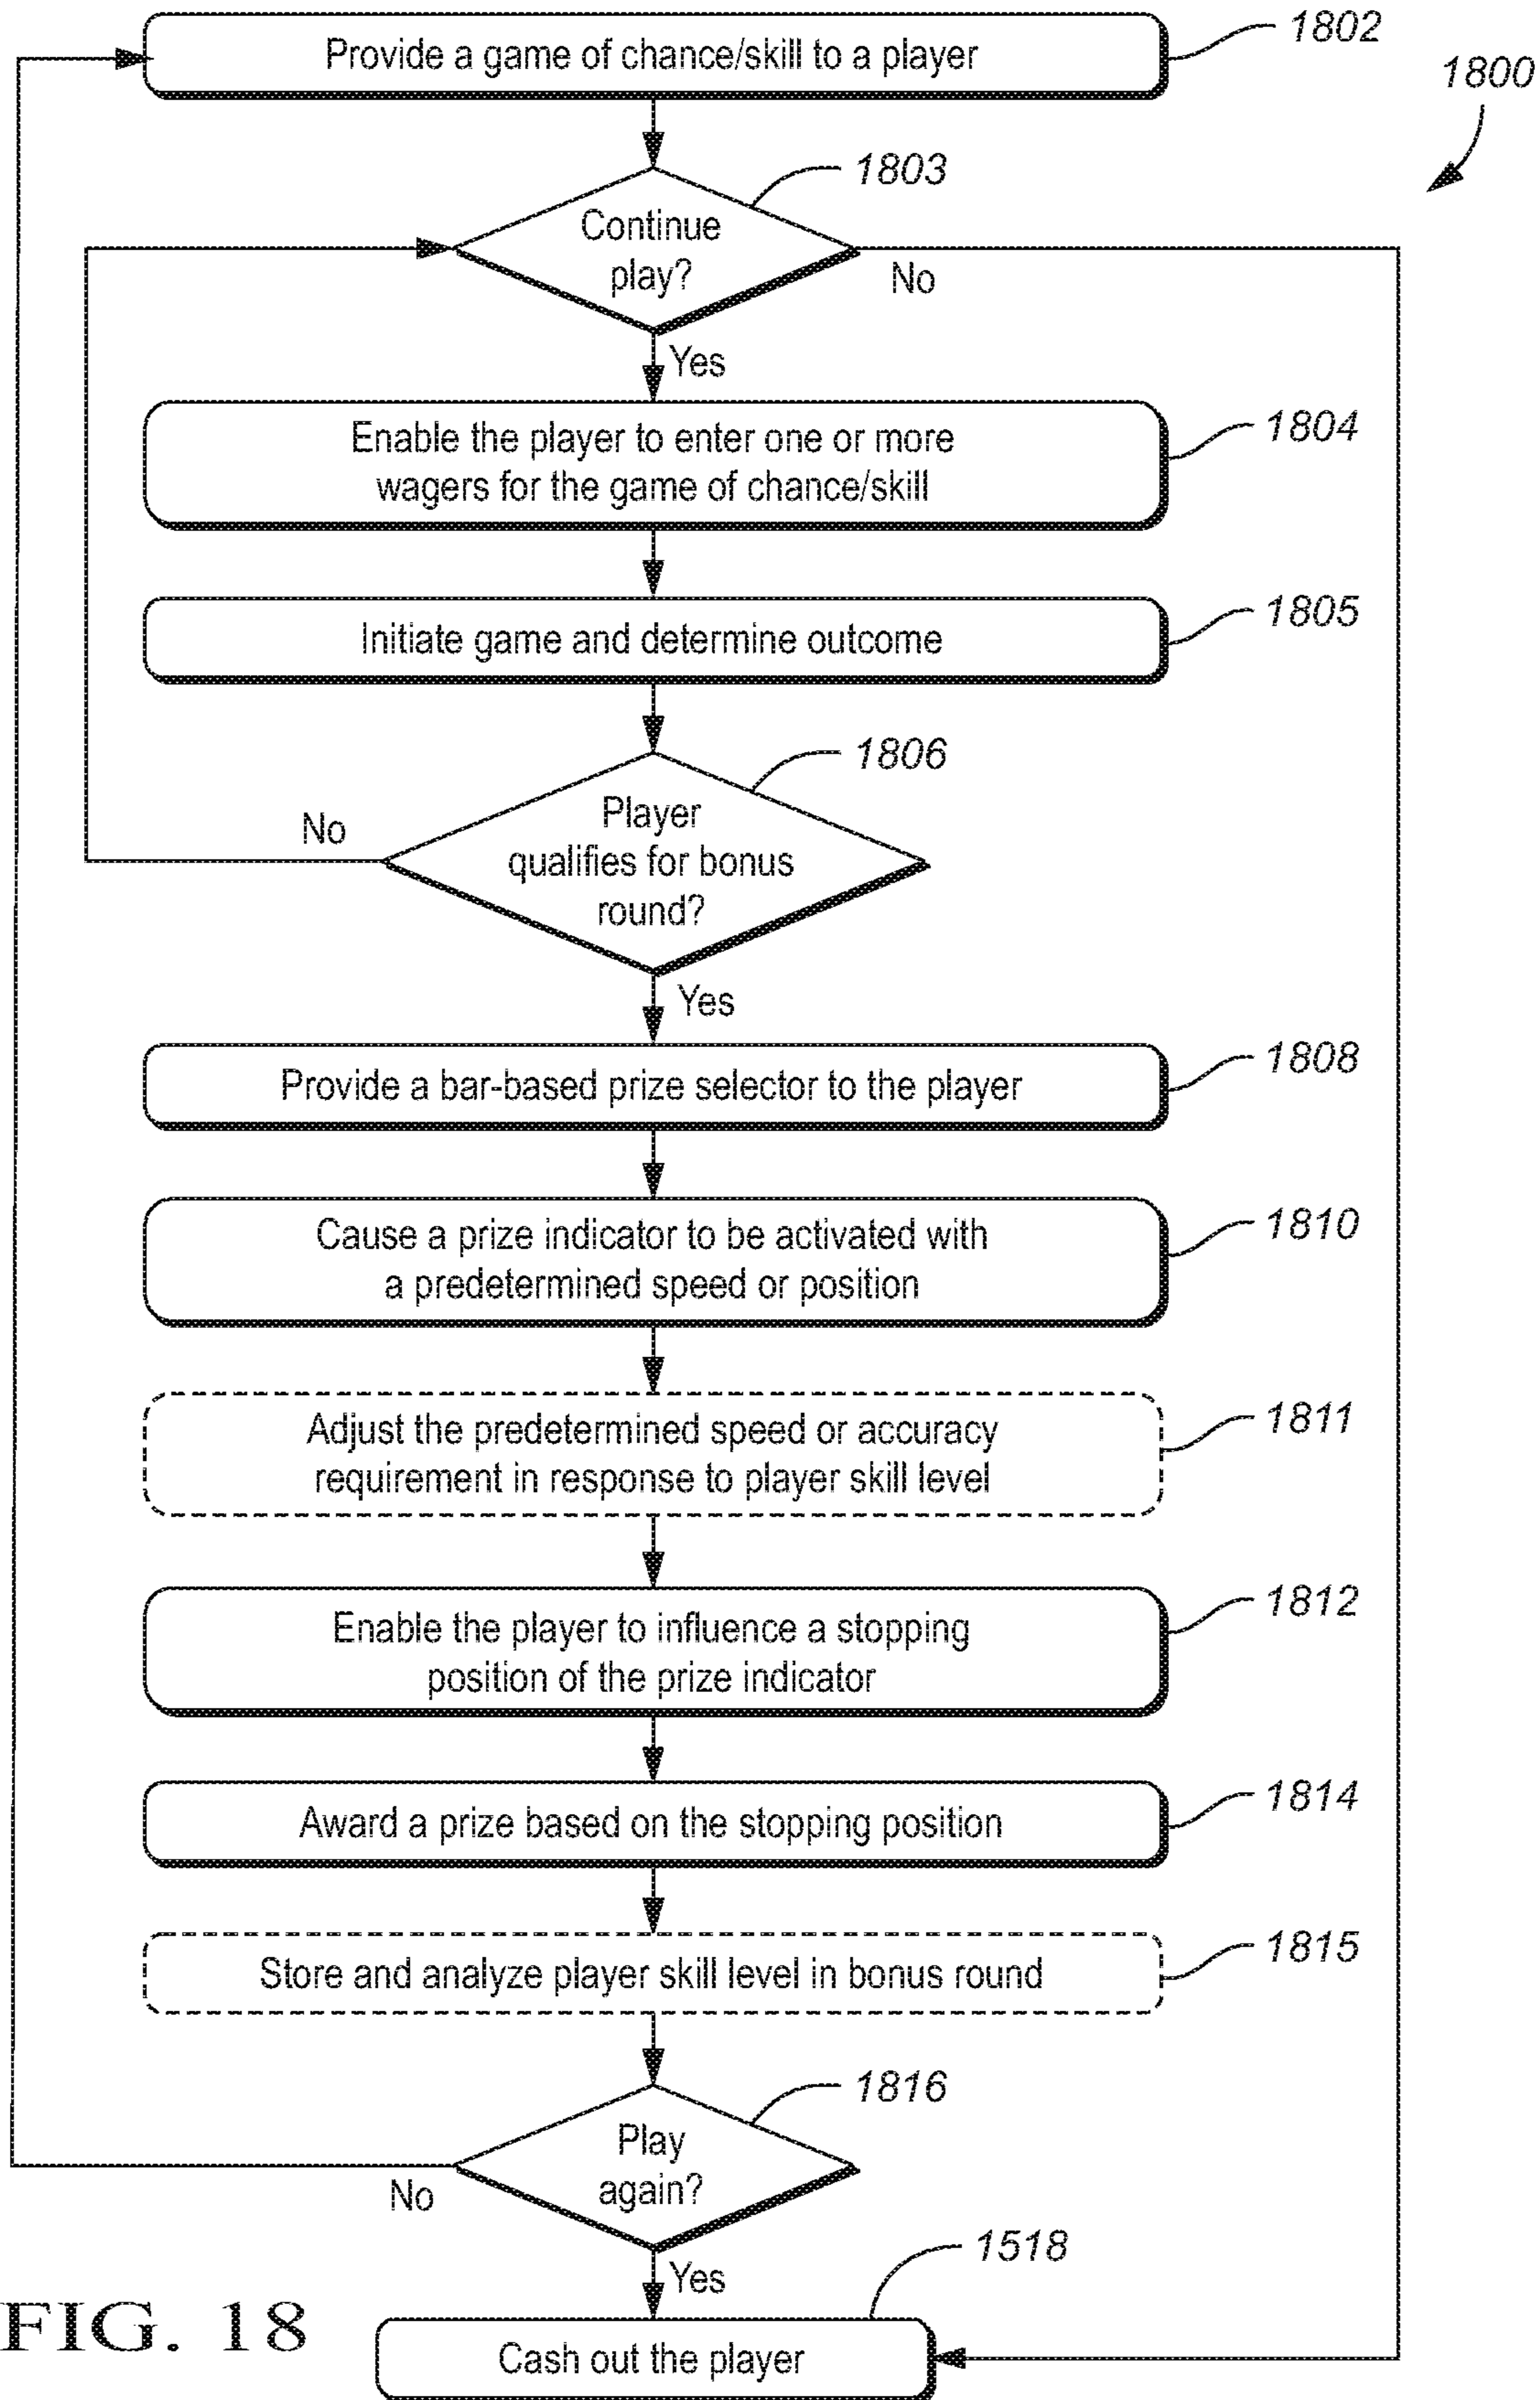 Provide a game of chance/skill to a player
1802
1800
1803
Continue
play?
No
Yes
Enable the player to enter one or more
wagers for the game of chance/skill
1804
Initiate game and determine outcome
1805
1806
Player
qualifies for bonus
round?
No
Yes
Provide a bar-based prize selector to the player
1808
Cause a prize indicator to be activated with
a predetermined speed or position
1810
Adjust the predetermined speed or accuracy
requirement in response to player skill level
1811
Enable the player to influence a stopping
position of the prize indicator
1812
Award a prize based on the stopping position
1814
Store and analyze player skill level in bonus round
1815
1816
Play
again?
No
Yes
1518
Cash out the player
FIG. 18